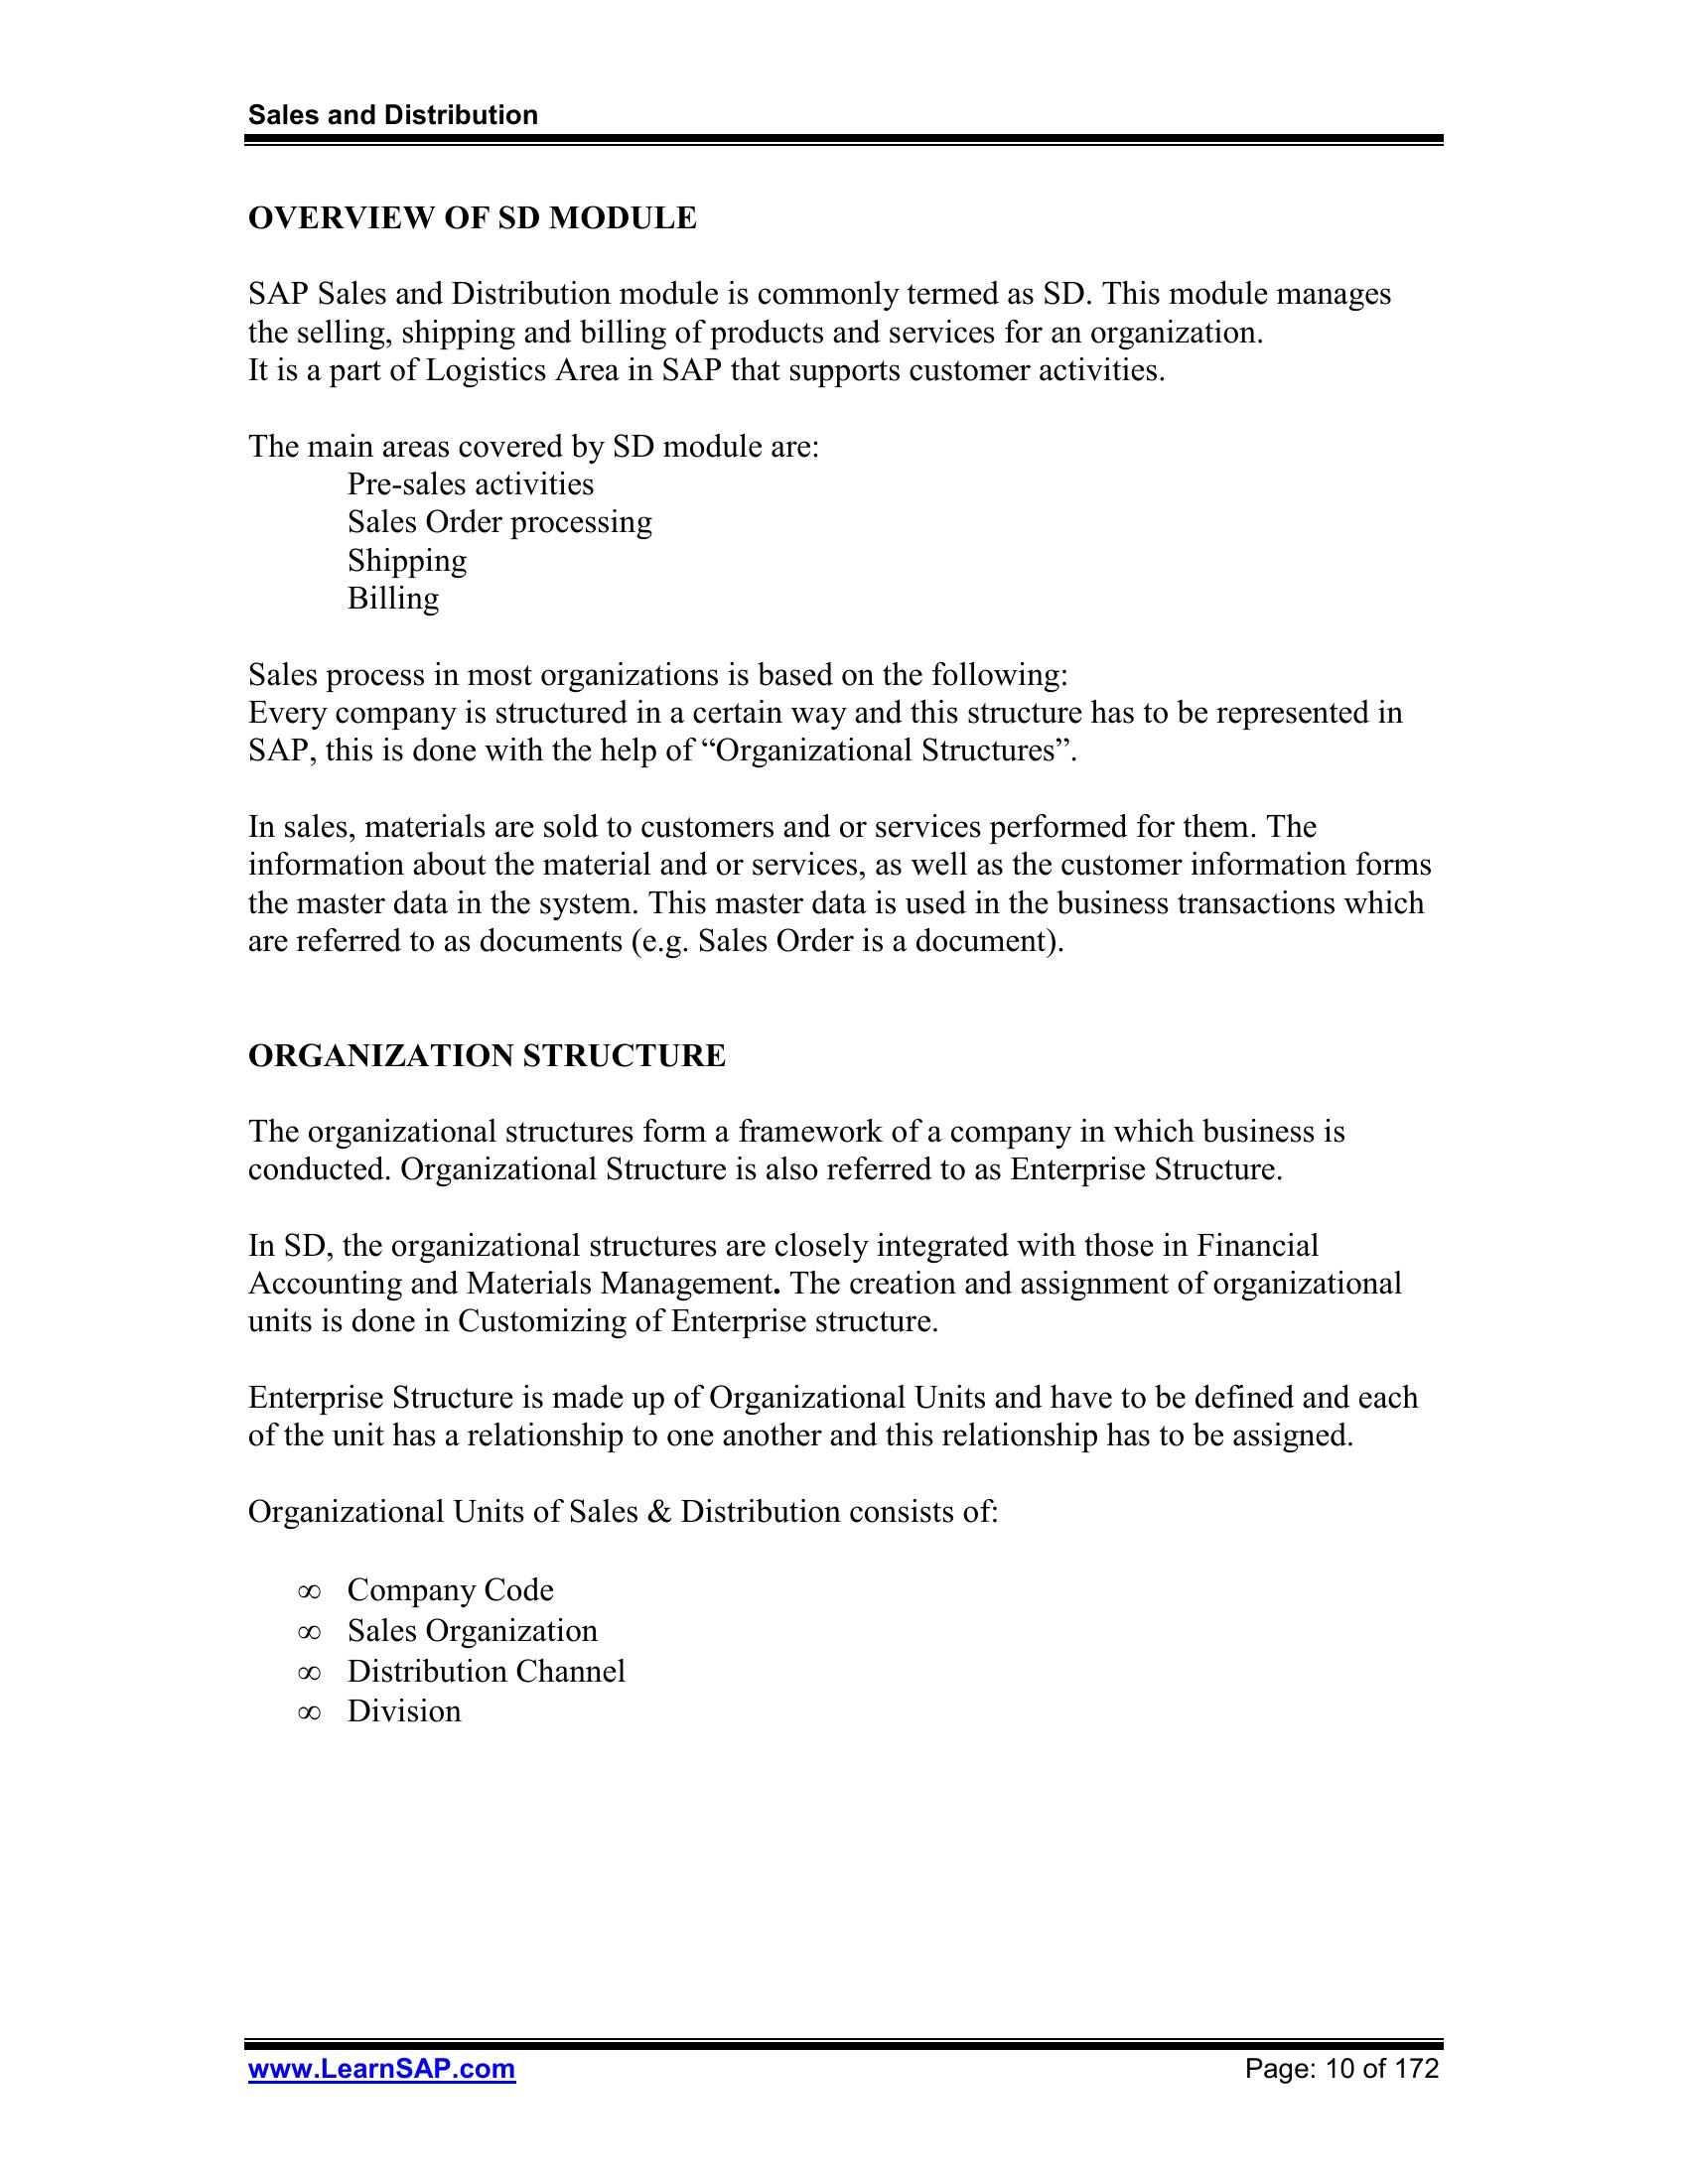 Sales and Distribution
OVERVIEW OF SD MODULE
SAP Sales and Distribution module is commonly termed as SD. This module manages
the selling, shipping and billing of products and services for an organization.
It is a part of Logistics Area in SAP that supports customer activities.
The main areas covered by SD module are:
Pre-sales activities
Sales Order processing
Shipping
Billing
Sales process in most organizations is based on the following:
Every company is structured in a certain way and this structure has to be represented in
SAP, this is done with the help of “Organizational Structures”.
In sales, materials are sold to customers and or services performed for them. The
information about the material and or services, as well as the customer information forms
the master data in the system. This master data is used in the business transactions which
are referred to as documents (e.g. Sales Order is a document).
ORGANIZATION STRUCTURE
The organizational structures form a framework of a company in which business is
conducted. Organizational Structure is also referred to as Enterprise Structure.
In SD, the organizational structures are closely integrated with those in Financial
Accounting and Materials Management. The creation and assignment of organizational
units is done in Customizing of Enterprise structure.
Enterprise Structure is made up of Organizational Units and have to be defined and each
of the unit has a relationship to one another and this relationship has to be assigned.
Organizational Units of Sales & Distribution consists of:
∞ Company Code
∞ Sales Organization
∞ Distribution Channel
∞ Division
www.LearnSAP.com Page: 10 of 172